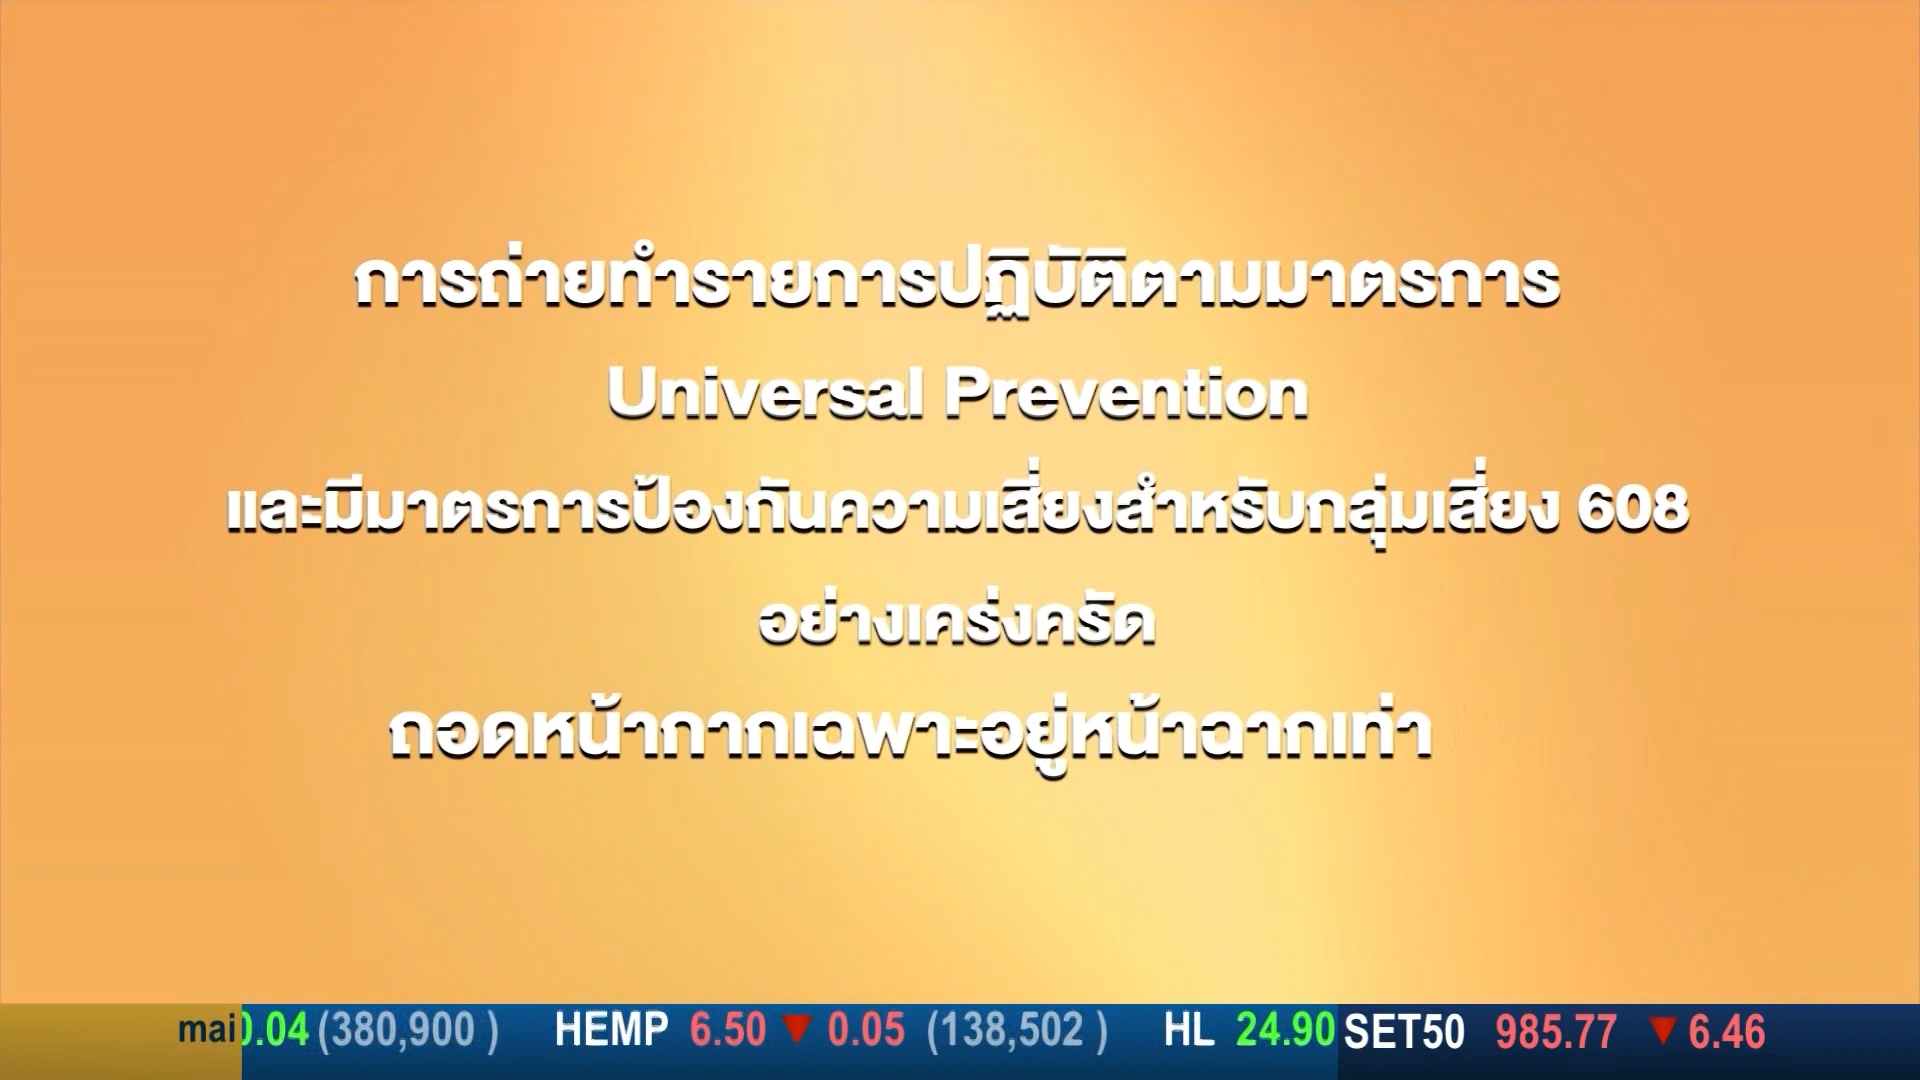 การถ่ายทำรายการปฏิบัติตามมาตรการ
Universal Prevention
และมีมาตรการป้องกันความเสี่ยงสำหรับกลุ่มเสี่ยง 608
อย่างเคร่งครัด
ถอดหน้ากากเฉพาะอยู่หน้าฉากเท่า
mai 0.04 (380,900 ) HEMP 6.50 ▼ 0.05 (138,502 ) HL 24.90 SET50 985.77 ▼ 6.46